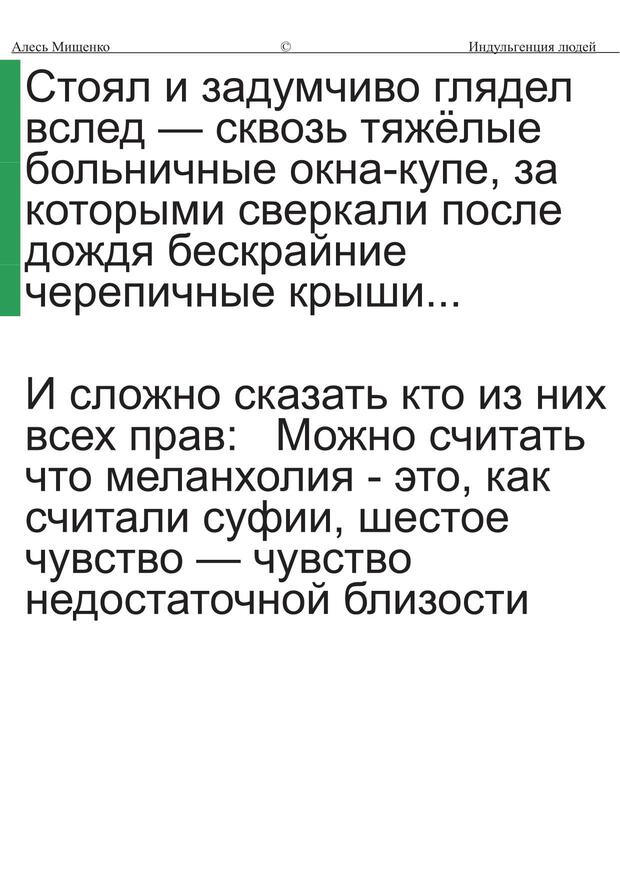 Алесь Мищенко © Индульгенция людей
Стоял и задумчиво глядел
вслед — сквозь тяжёлые
больничные окна-купе, за
которыми сверкали после
дождя бескрайние
черепичные крыши...
И сложно сказать кто из них
всех прав: Можно считать
что меланхолия - это, как
считали суфии, шестое
чувство — чувство
недостаточной близости